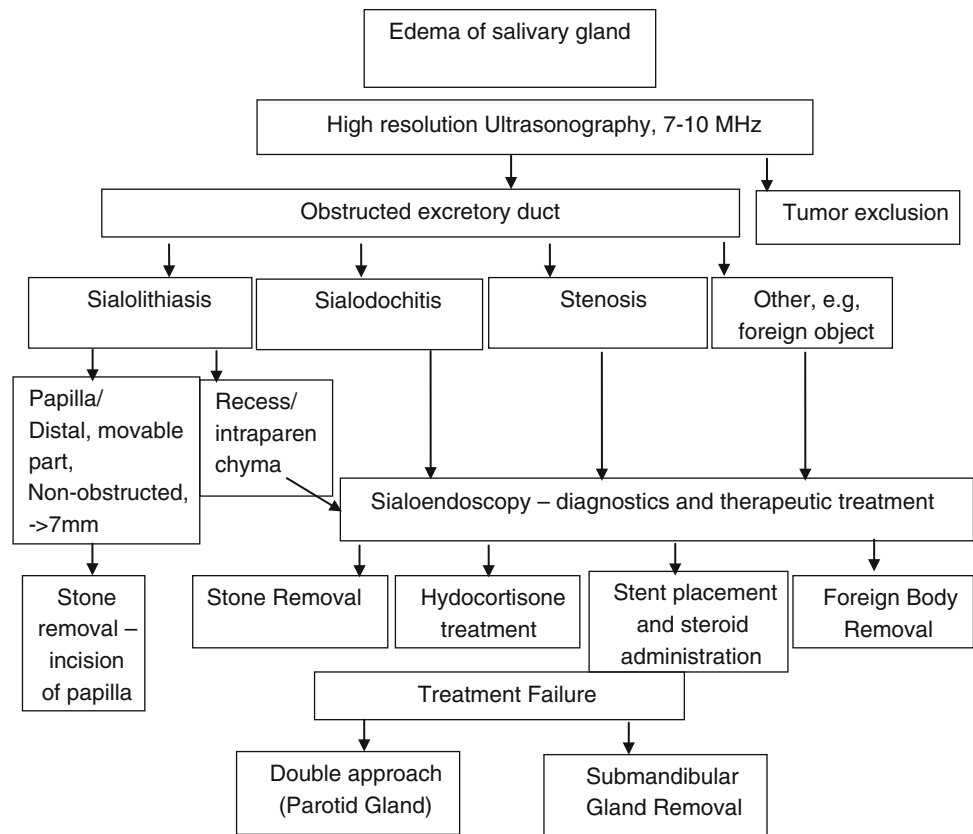 Edema of salivary gland
High resolution Ultrasonography, 7-10 MHz
Obstructed excretory duct
Tumor exclusion
Sialolithiasis
Sialodochitis
Stenosis
Other, e.g,
foreign object
Papilla/
Distal, movable
part,
Non-obstructed,
->7mm
Recess/
intraparen
chyma
Sialoendoscopy – diagnostics and therapeutic treatment
Stone
removal –
incision
of papilla
Stone Removal
Hydocortisone
treatment
Stent placement
and steroid
administration
Foreign Body
Removal
Treatment Failure
Double approach
(Parotid Gland)
Submandibular
Gland Removal